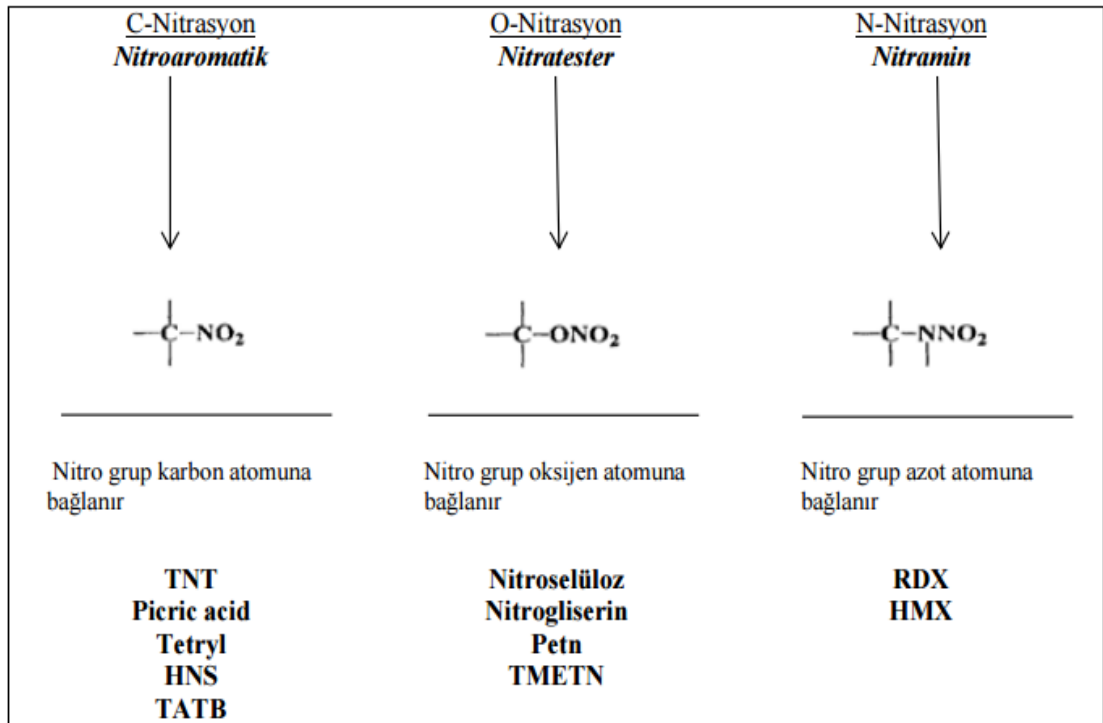 C-Nitrasyon
Nitroaromatik
O-Nitrasyon
Nitratester
N-Nitrasyon
Nitramin
—C–NO₂
—C–ONO₂
—C–NNO₂
Nitro grup karbon atomuna
bağlanır
Nitro grup oksijen atomuna
bağlanır
Nitro grup azot atomuna
bağlanır
TNT
Picric acid
Tetryl
HNS
TATB
Nitroselüloz
Nitrogliserin
Petn
TMETN
RDX
HMX